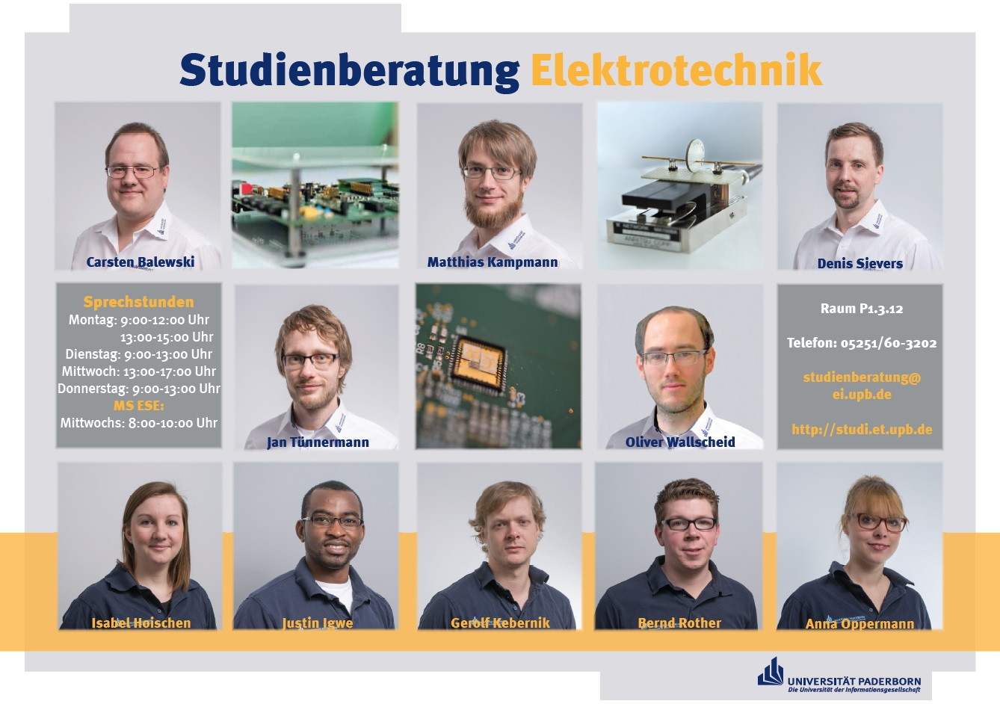 Studienberatung Elektrotechnik
Carsten Balewski
Matthias Kampmann
NETWORK
ANRITSU CORP.
Denis Sievers
Sprechstunden
Montag: 9:00-12:00 Uhr
13:00-15:00 Uhr
Dienstag: 9:00-13:00 Uhr
Mittwoch: 13:00-17:00 Uhr
Donnerstag: 9:00-13:00 Uhr
MS ESE:
Mittwochs: 8:00-10:00 Uhr
Jan Tünnermann
R8
Oliver Wallscheid
Raum P1.3.12
Telefon: 05251/60-3202
studienberatung@
ei.upb.de
http://studi.et.upb.de
Isabel Hoischen
Justin Igwe
Gerolf Kebernik
Bernd Rother
Anna Oppermann
UNIVERSITÄT PADERBORN
Die Universität der Informationsgesellschaft